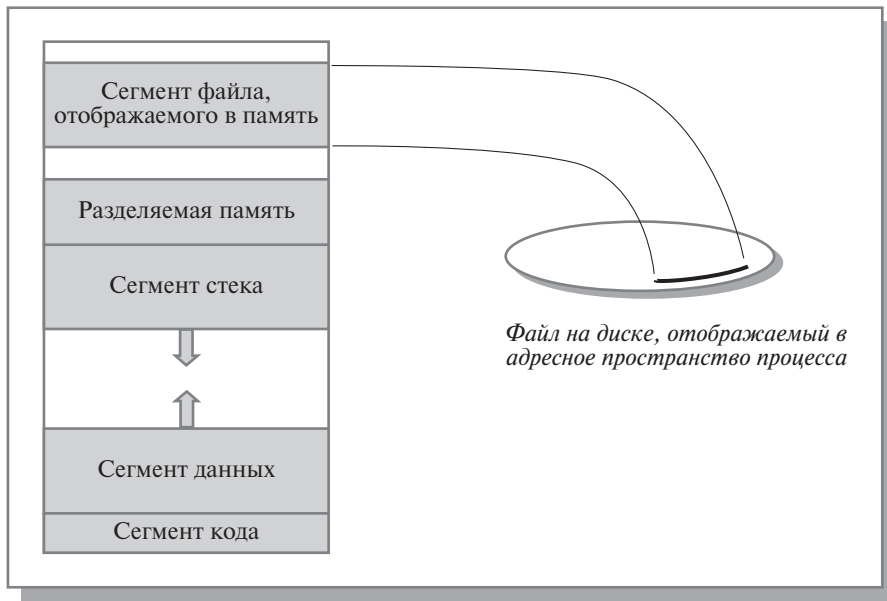 Сегмент файла,
отображаемого в память
Разделяемая память
Сегмент стека
Файл на диске, отображаемый в
адресное пространство процесса
Сегмент данных
Сегмент кода